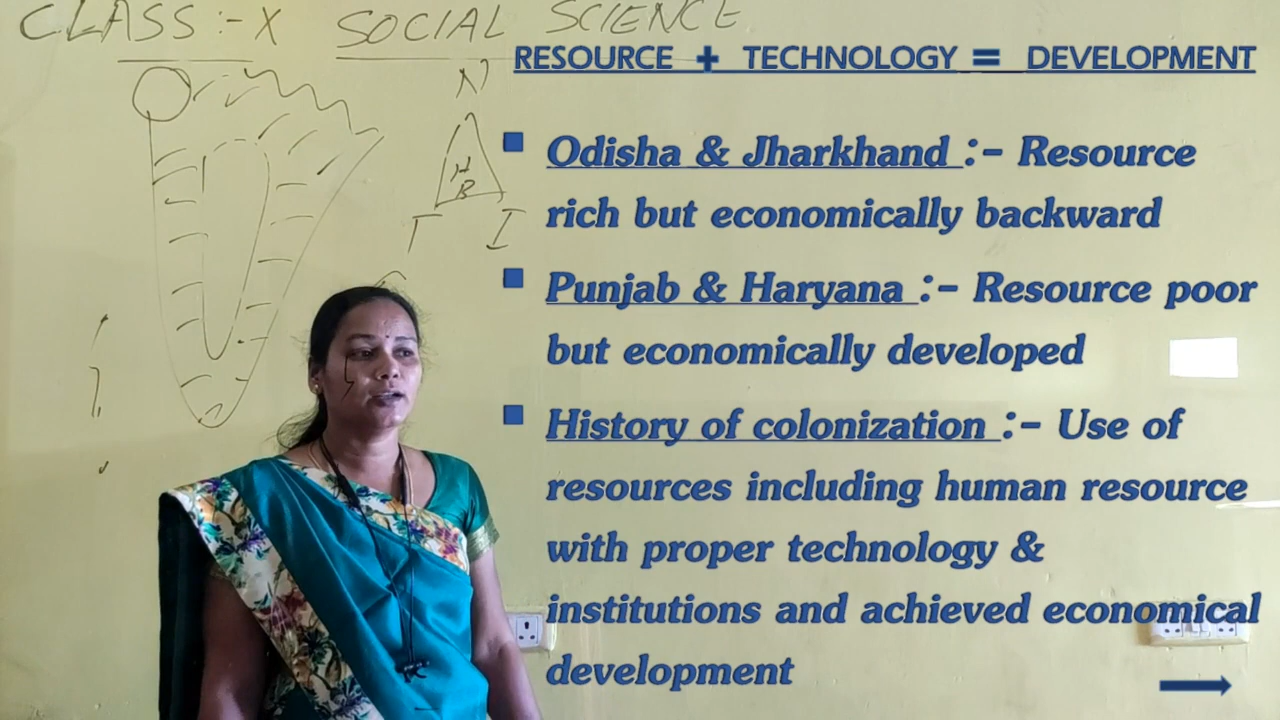 CLASS :- X SOCIAL SCIENCE
RESOURCE + TECHNOLOGY = DEVELOPMENT
N
H
B
T I
▪ Odisha & Jharkhand :- Resource
rich but economically backward
▪ Punjab & Haryana :- Resource poor
but economically developed
▪ History of colonization :- Use of
resources including human resource
with proper technology &
institutions and achieved economical
development